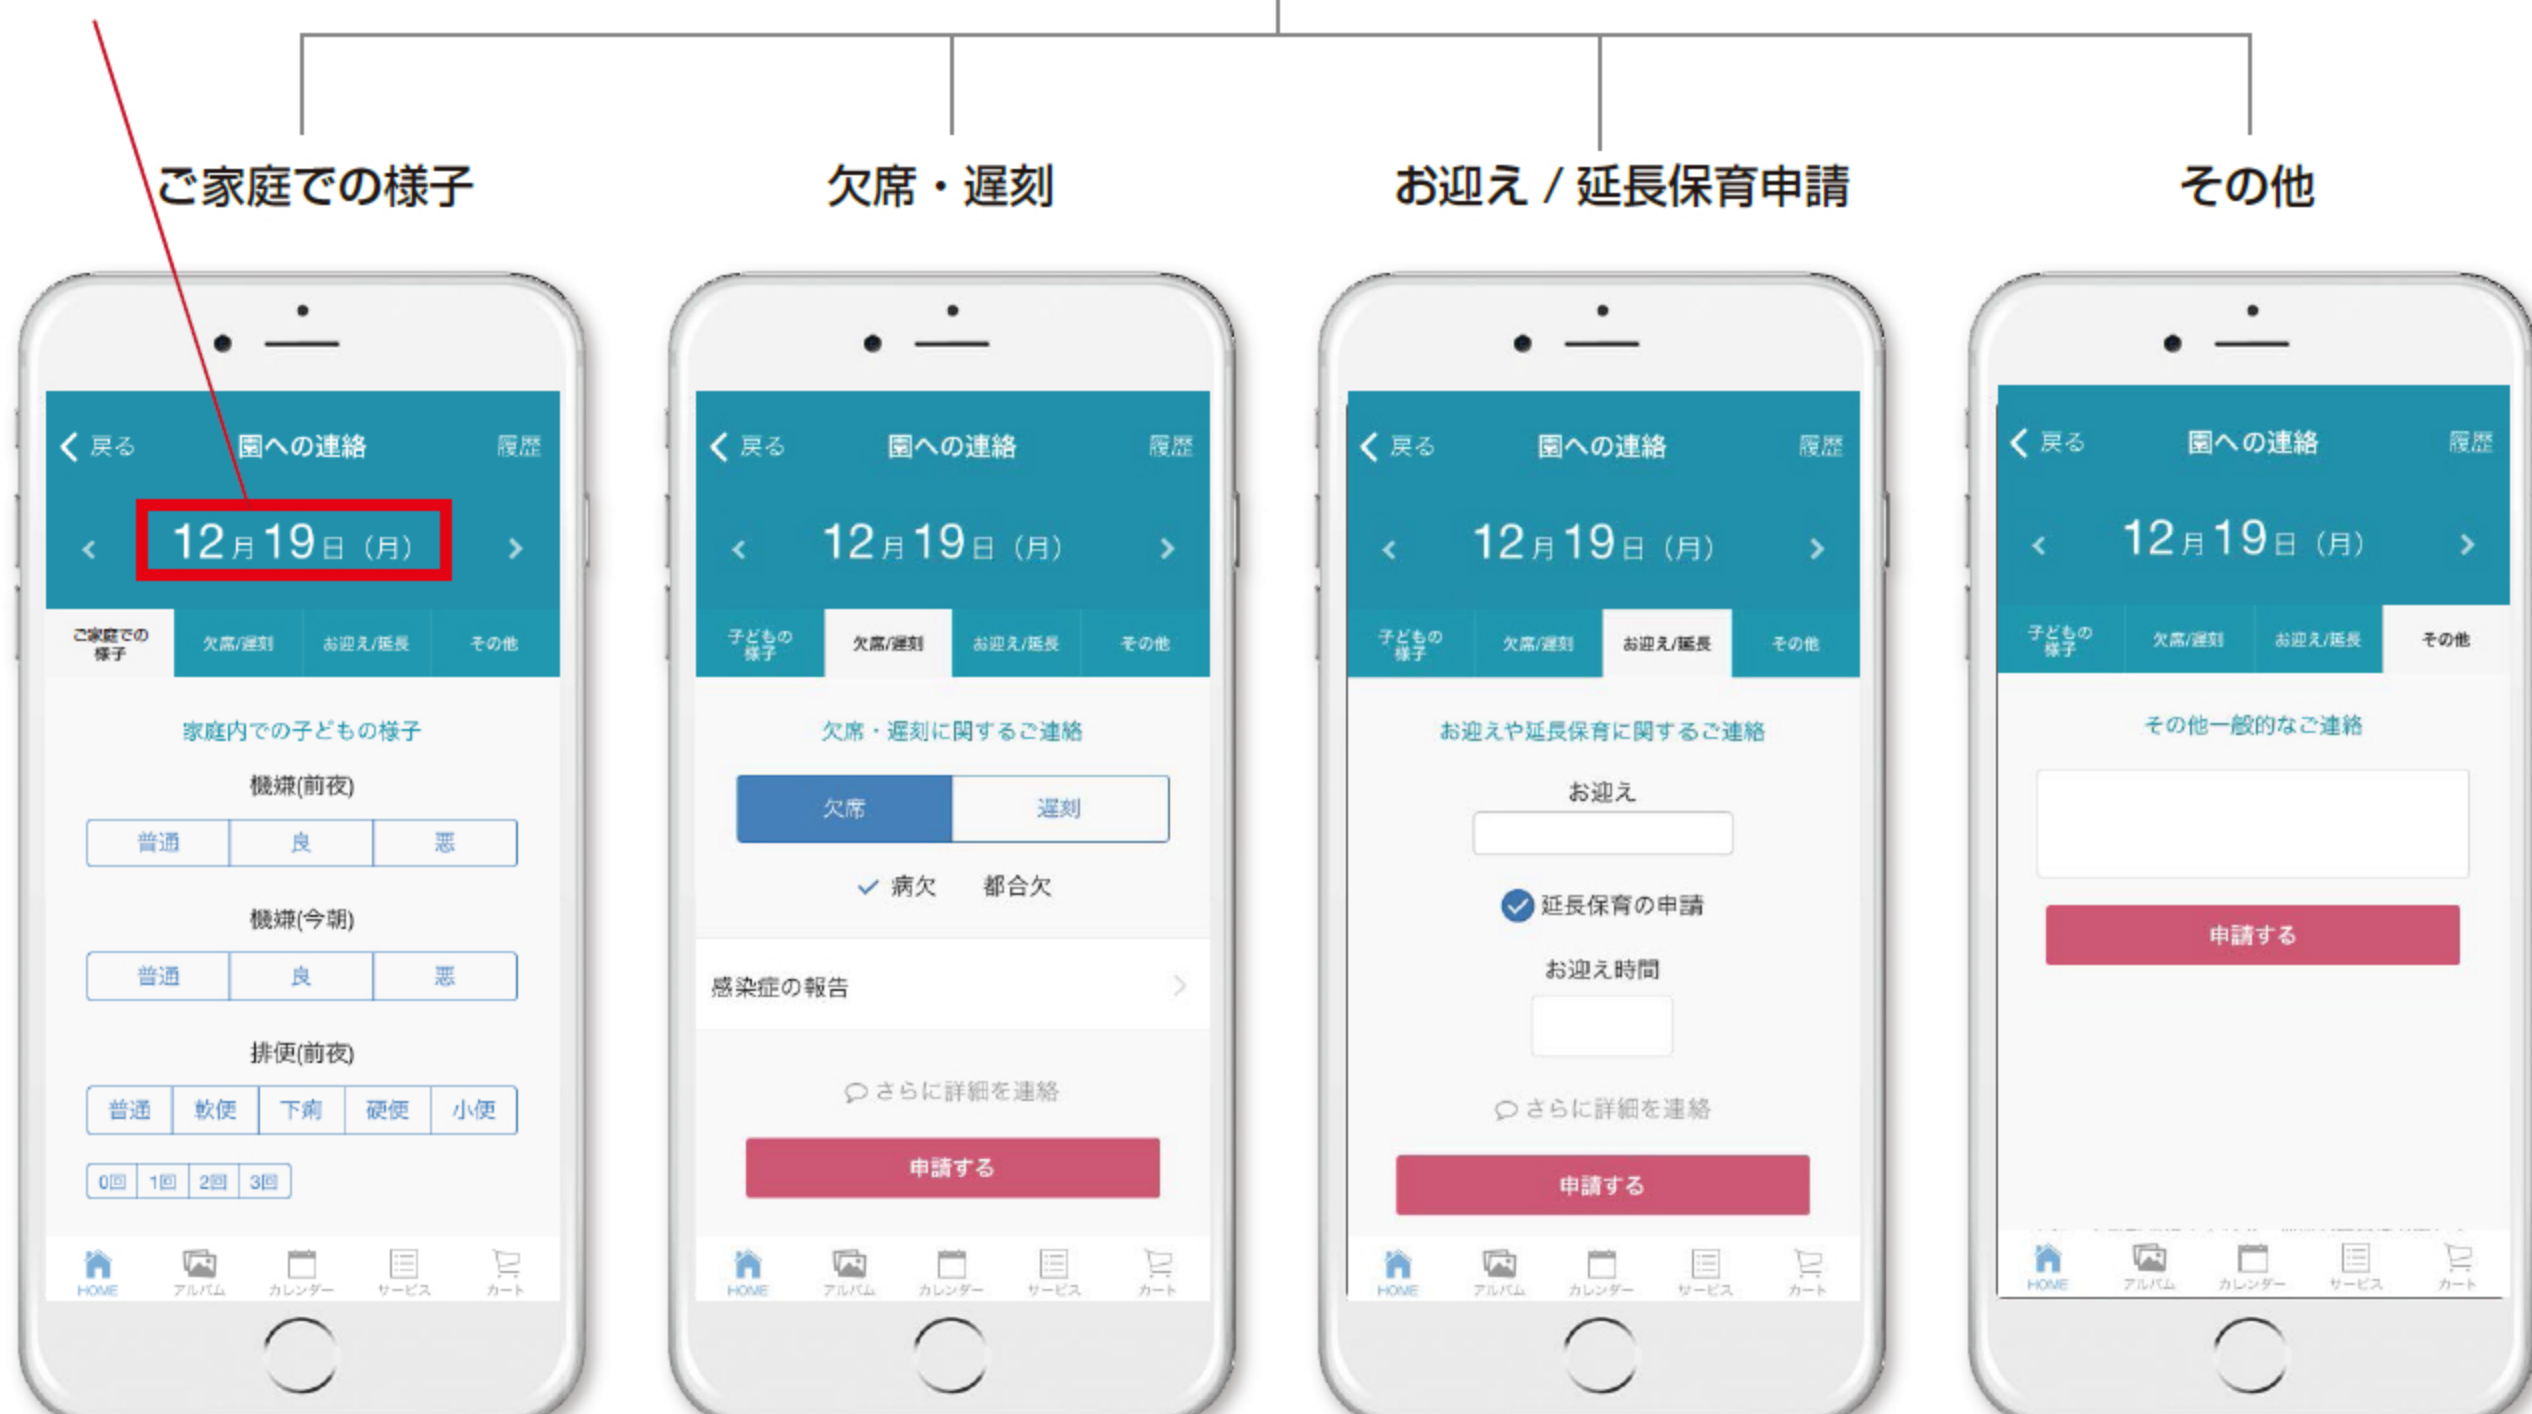 ご家庭での様子
欠席・遅刻
お迎え / 延長保育申請
その他
戻る 園への連絡 履歴
12月19日（月）
ご家庭での
様子
欠席/遅刻
お迎え/延長
その他
家庭内での子どもの様子
機嫌(前夜)
普通 良 悪
機嫌(今朝)
普通 良 悪
排便(前夜)
普通 軟便 下痢 硬便 小便
0回 1回 2回 3回
HOME アルバム カレンダー サービス カート
戻る 園への連絡 履歴
12月19日（月）
子どもの
様子
欠席/遅刻
お迎え/延長
その他
欠席・遅刻に関するご連絡
欠席 遅刻
病欠 都合欠
感染症の報告
さらに詳細を連絡
申請する
HOME アルバム カレンダー サービス カート
戻る 園への連絡 履歴
12月19日（月）
子どもの
様子
欠席/遅刻
お迎え/延長
その他
お迎えや延長保育に関するご連絡
お迎え
延長保育の申請
お迎え時間
さらに詳細を連絡
申請する
HOME アルバム カレンダー サービス カート
戻る 園への連絡 履歴
12月19日（月）
子どもの
様子
欠席/遅刻
お迎え/延長
その他
その他一般的なご連絡
申請する
HOME アルバム カレンダー サービス カート